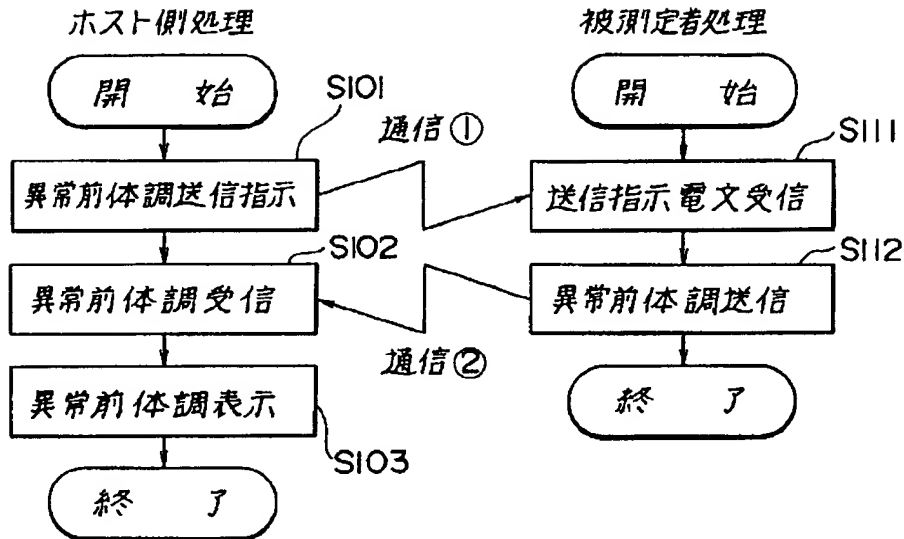 ホスト側処理
被測定者処理
開 始
開 始
S101
通信①
S111
異常前体調送信指示
送信指示電文受信
S102
S112
異常前体調受信
異常前体調送信
通信②
異常前体調表示
終 了
S103
終 了